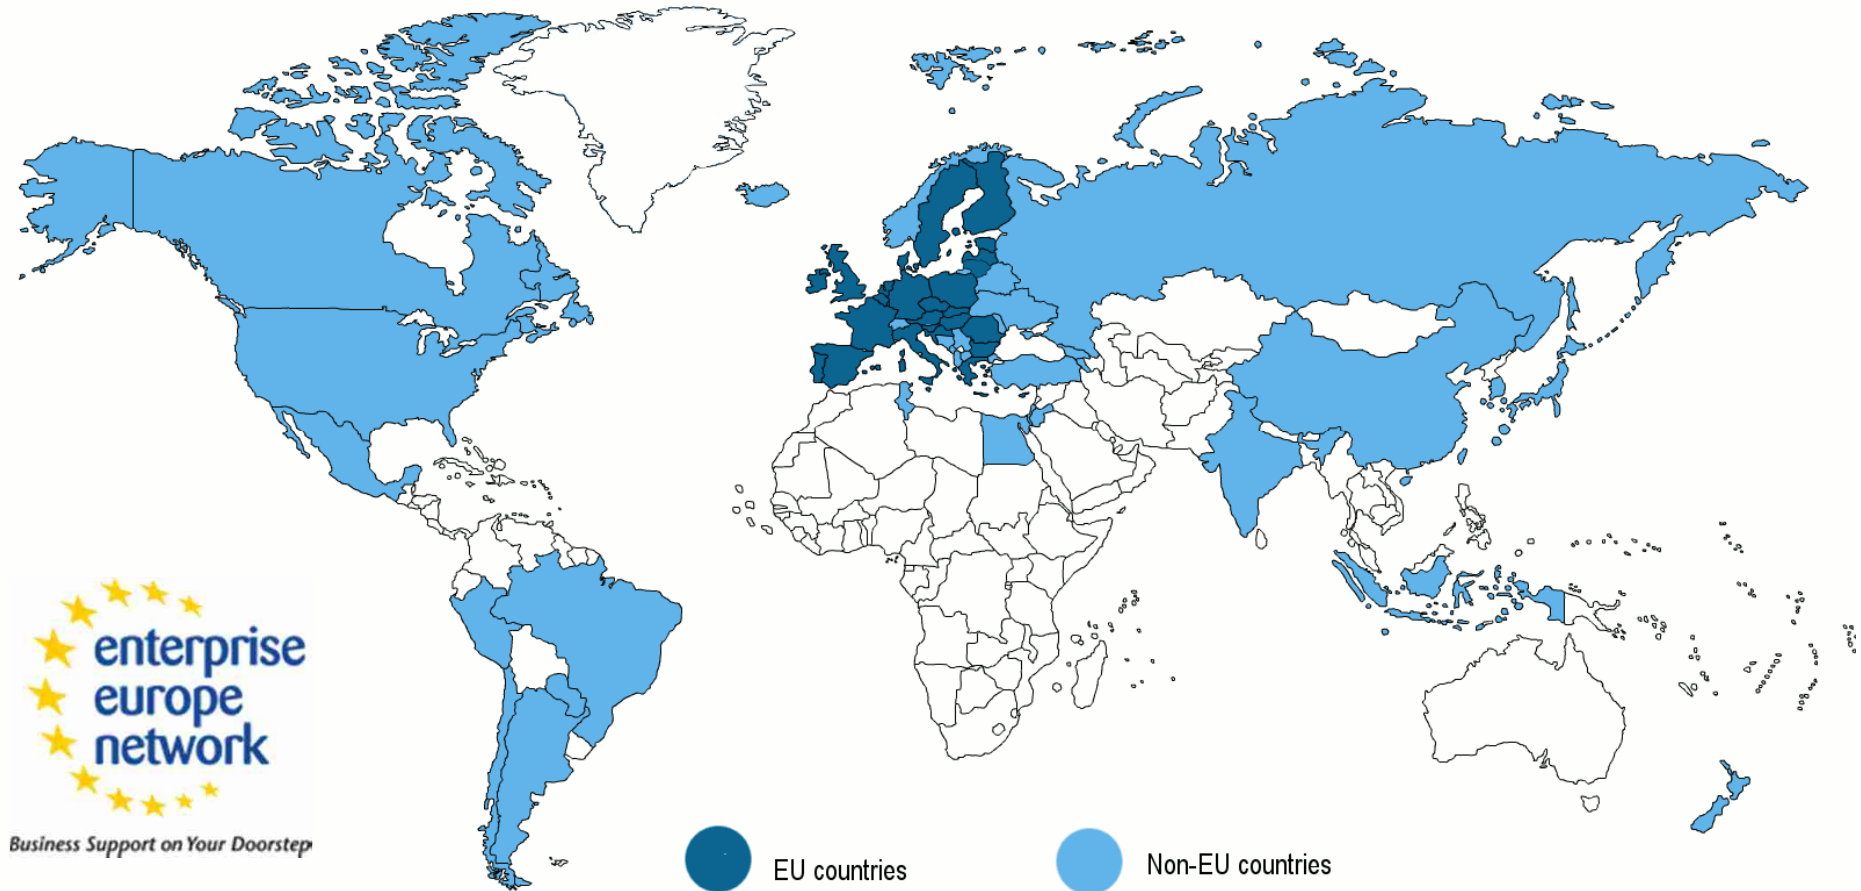 enterprise
europe
network
Business Support on Your Doorstep
EU countries
Non-EU countries